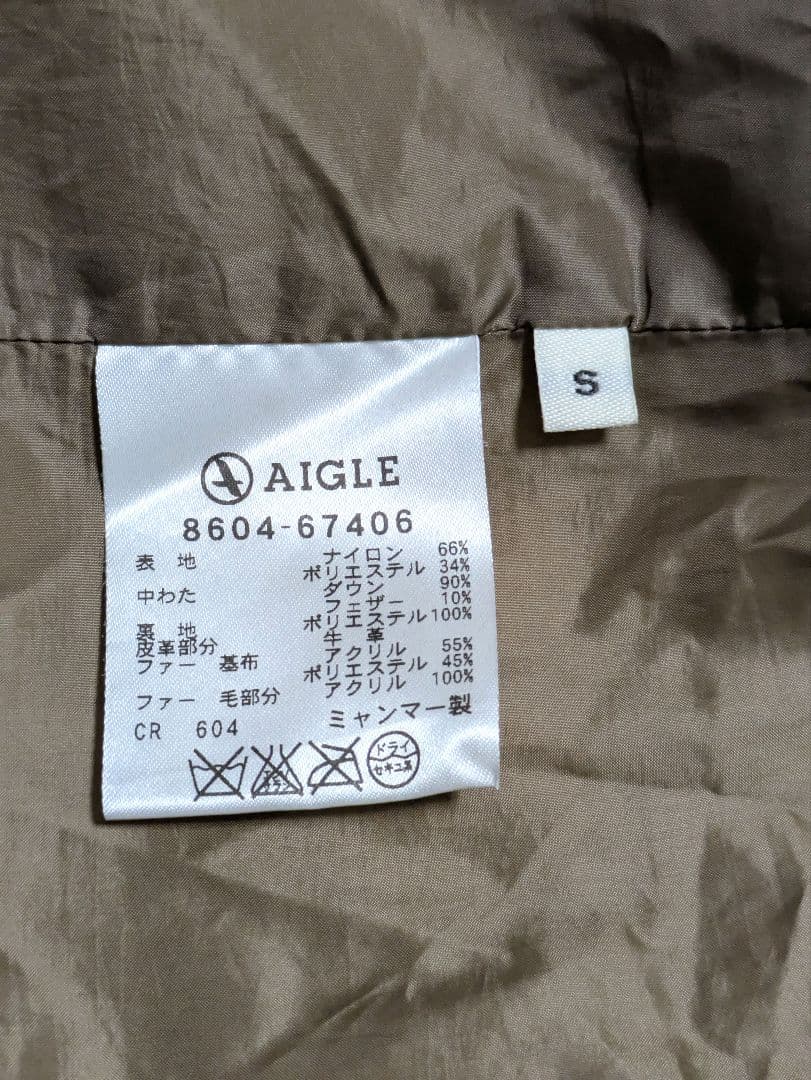 S
AIGLE
8604-67406
表 地 ナイロン 66%
ポリエステル 34%
中わた ダウン 90%
フェザー 10%
裏 地 ポリエステル 100%
皮革部分 牛 革
ファー 基布 アクリル 55%
ポリエステル 45%
ファー 毛部分 アクリル 100%
CR 604 ミャンマー製
ドライ
セキユ系